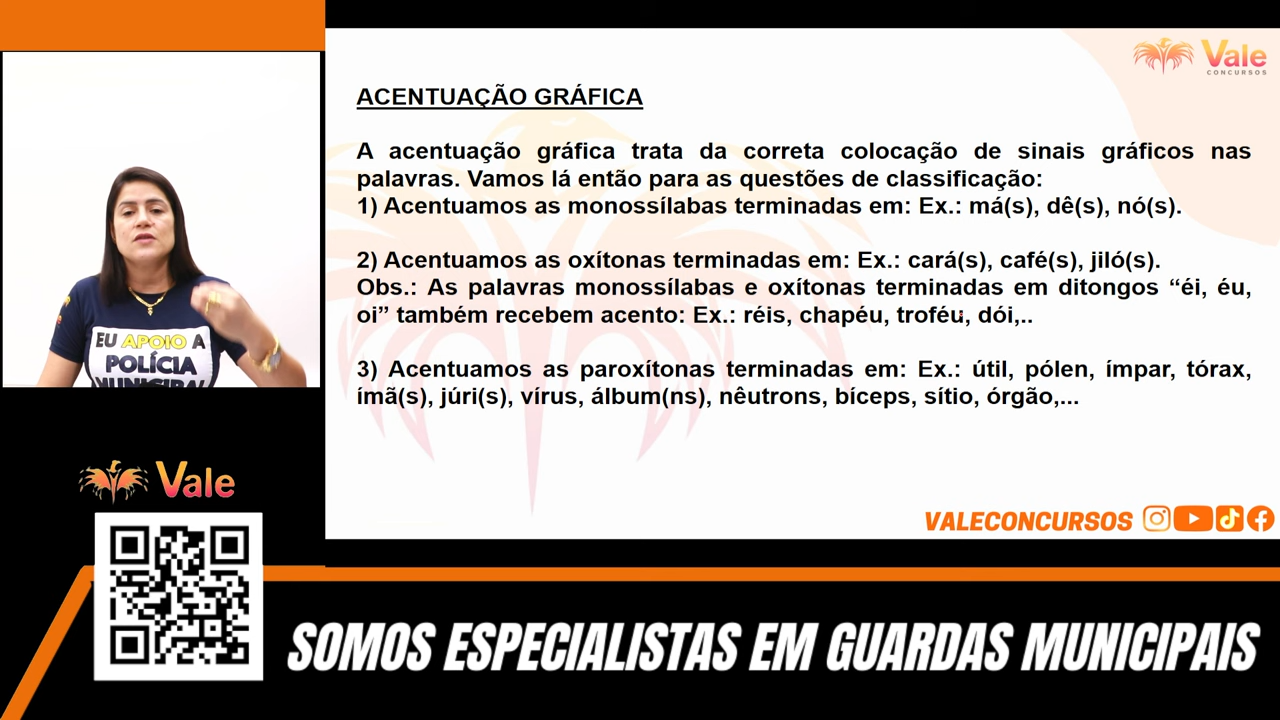 Vale
CONCURSOS
ACENTUAÇÃO GRÁFICA
A acentuação gráfica trata da correta colocação de sinais gráficos nas
palavras. Vamos lá então para as questões de classificação:
1) Acentuamos as monossílabas terminadas em: Ex.: má(s), dê(s), nó(s).
2) Acentuamos as oxítonas terminadas em: Ex.: cará(s), café(s), jiló(s).
Obs.: As palavras monossílabas e oxítonas terminadas em ditongos “éi, éu,
oi” também recebem acento: Ex.: réis, chapéu, troféu, dói,..
3) Acentuamos as paroxítonas terminadas em: Ex.: útil, pólen, ímpar, tórax,
ímã(s), júri(s), vírus, álbum(ns), nêutrons, bíceps, sítio, órgão,...
EU APOIO A
POLÍCIA
MUNICIPAL
Vale
VALECONCURSOS
SOMOS ESPECIALISTAS EM GUARDAS MUNICIPAIS